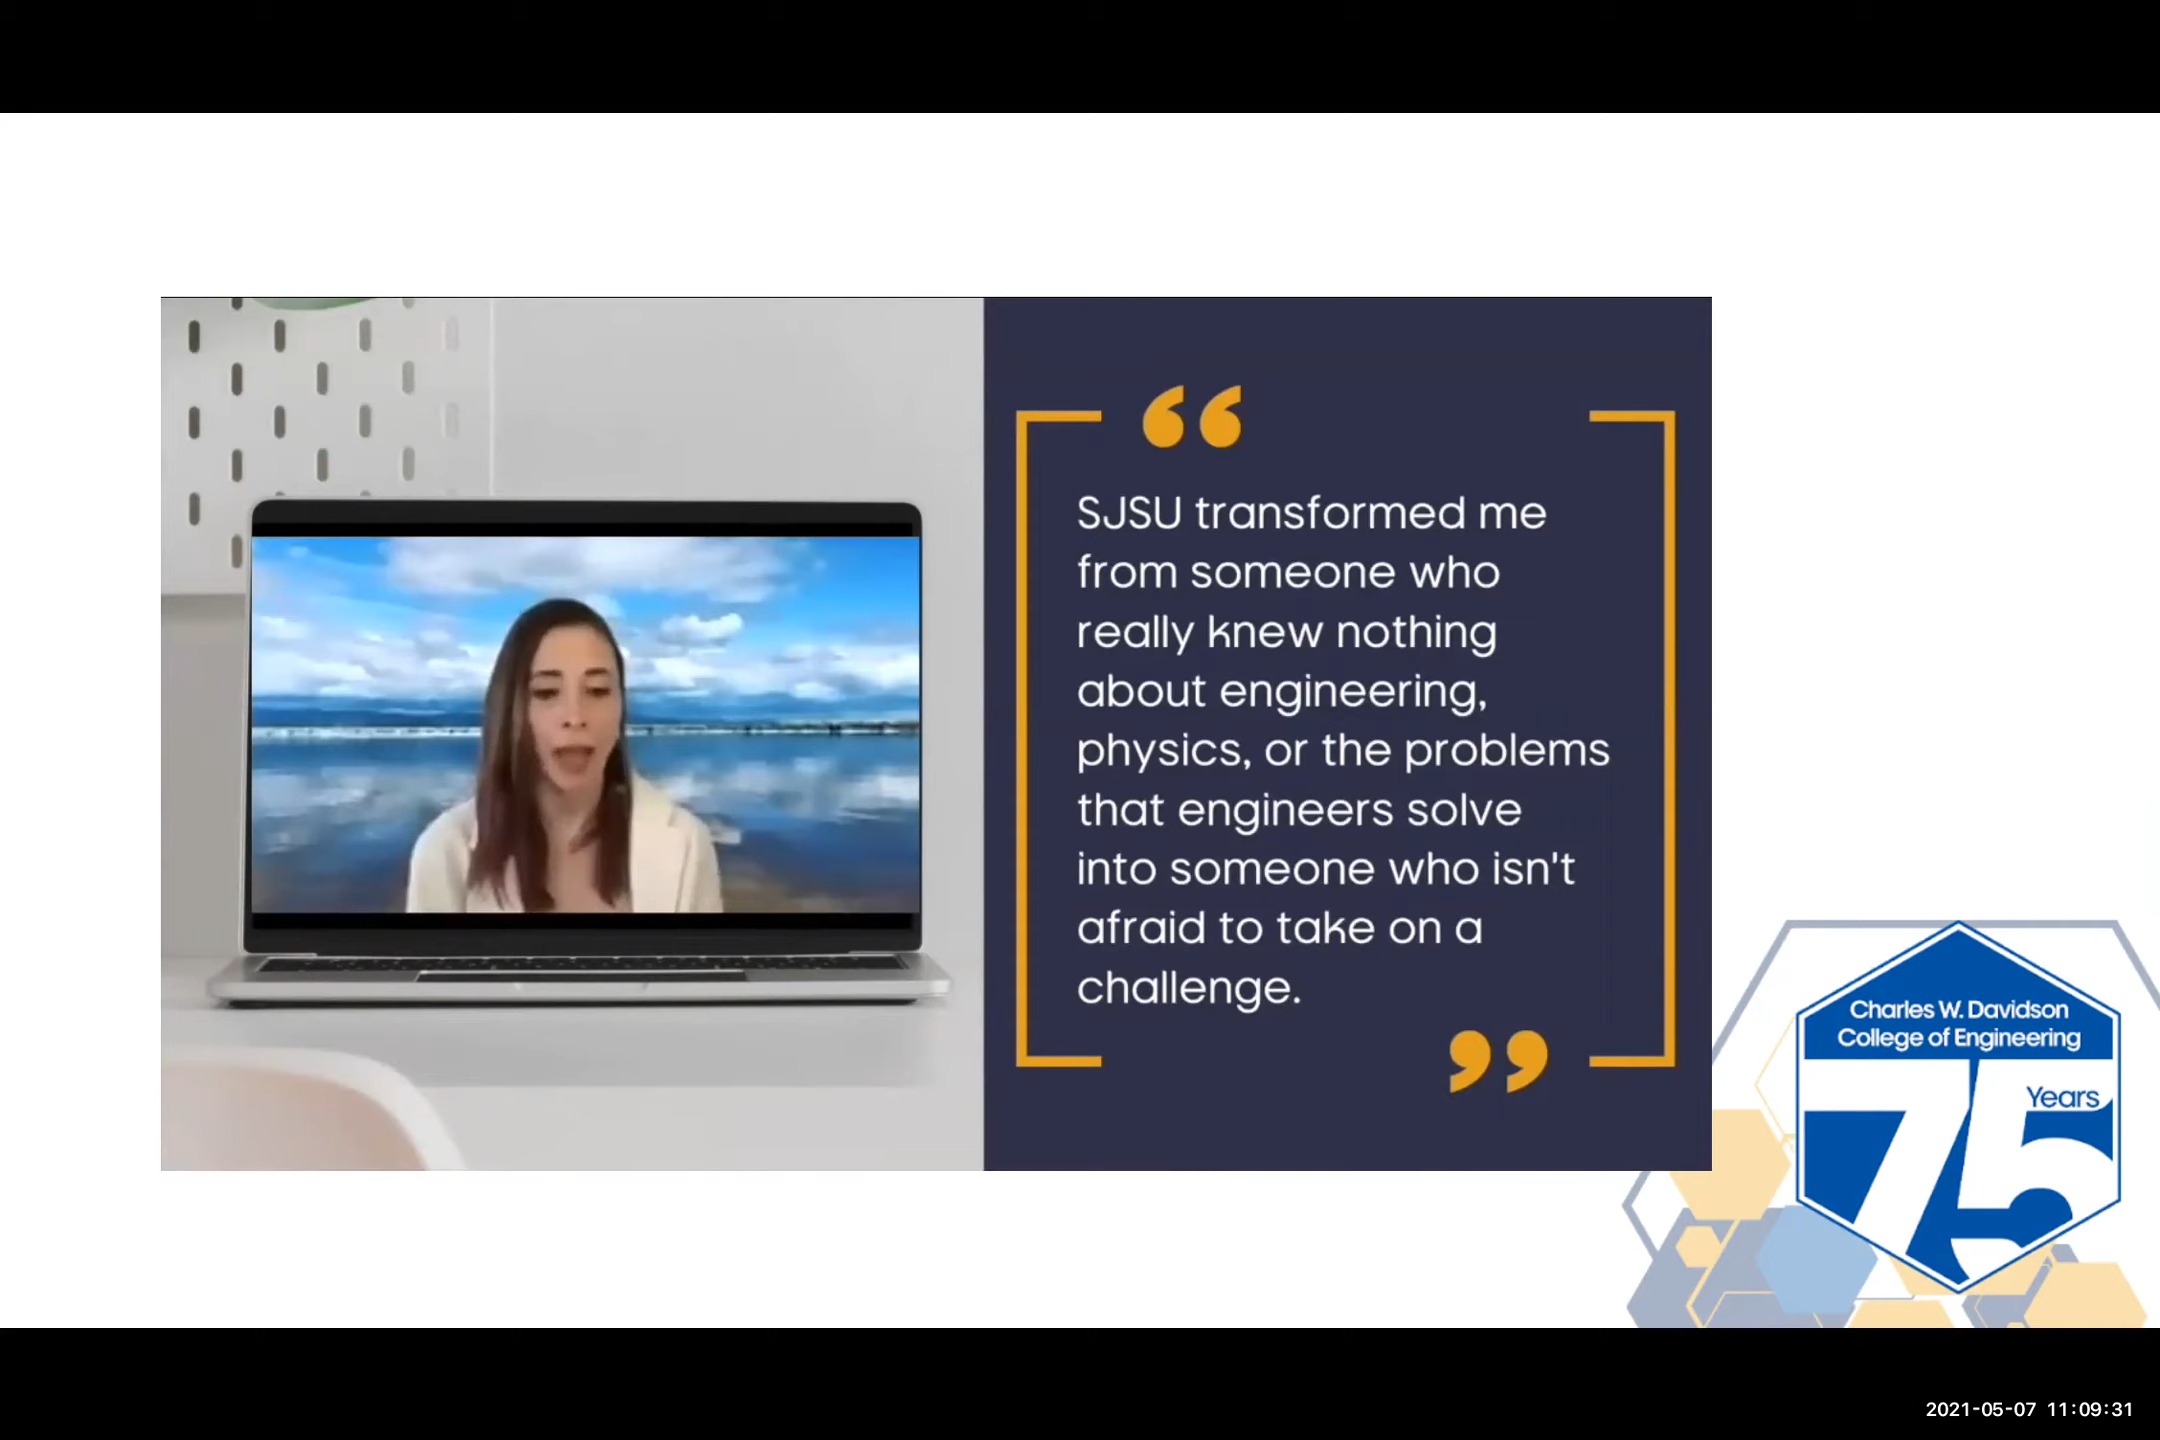 “
SJSU transformed me
from someone who
really knew nothing
about engineering,
physics, or the problems
that engineers solve
into someone who isn't
afraid to take on a
challenge.
”
Charles W. Davidson
College of Engineering
75
Years
2021-05-07 11:09:31